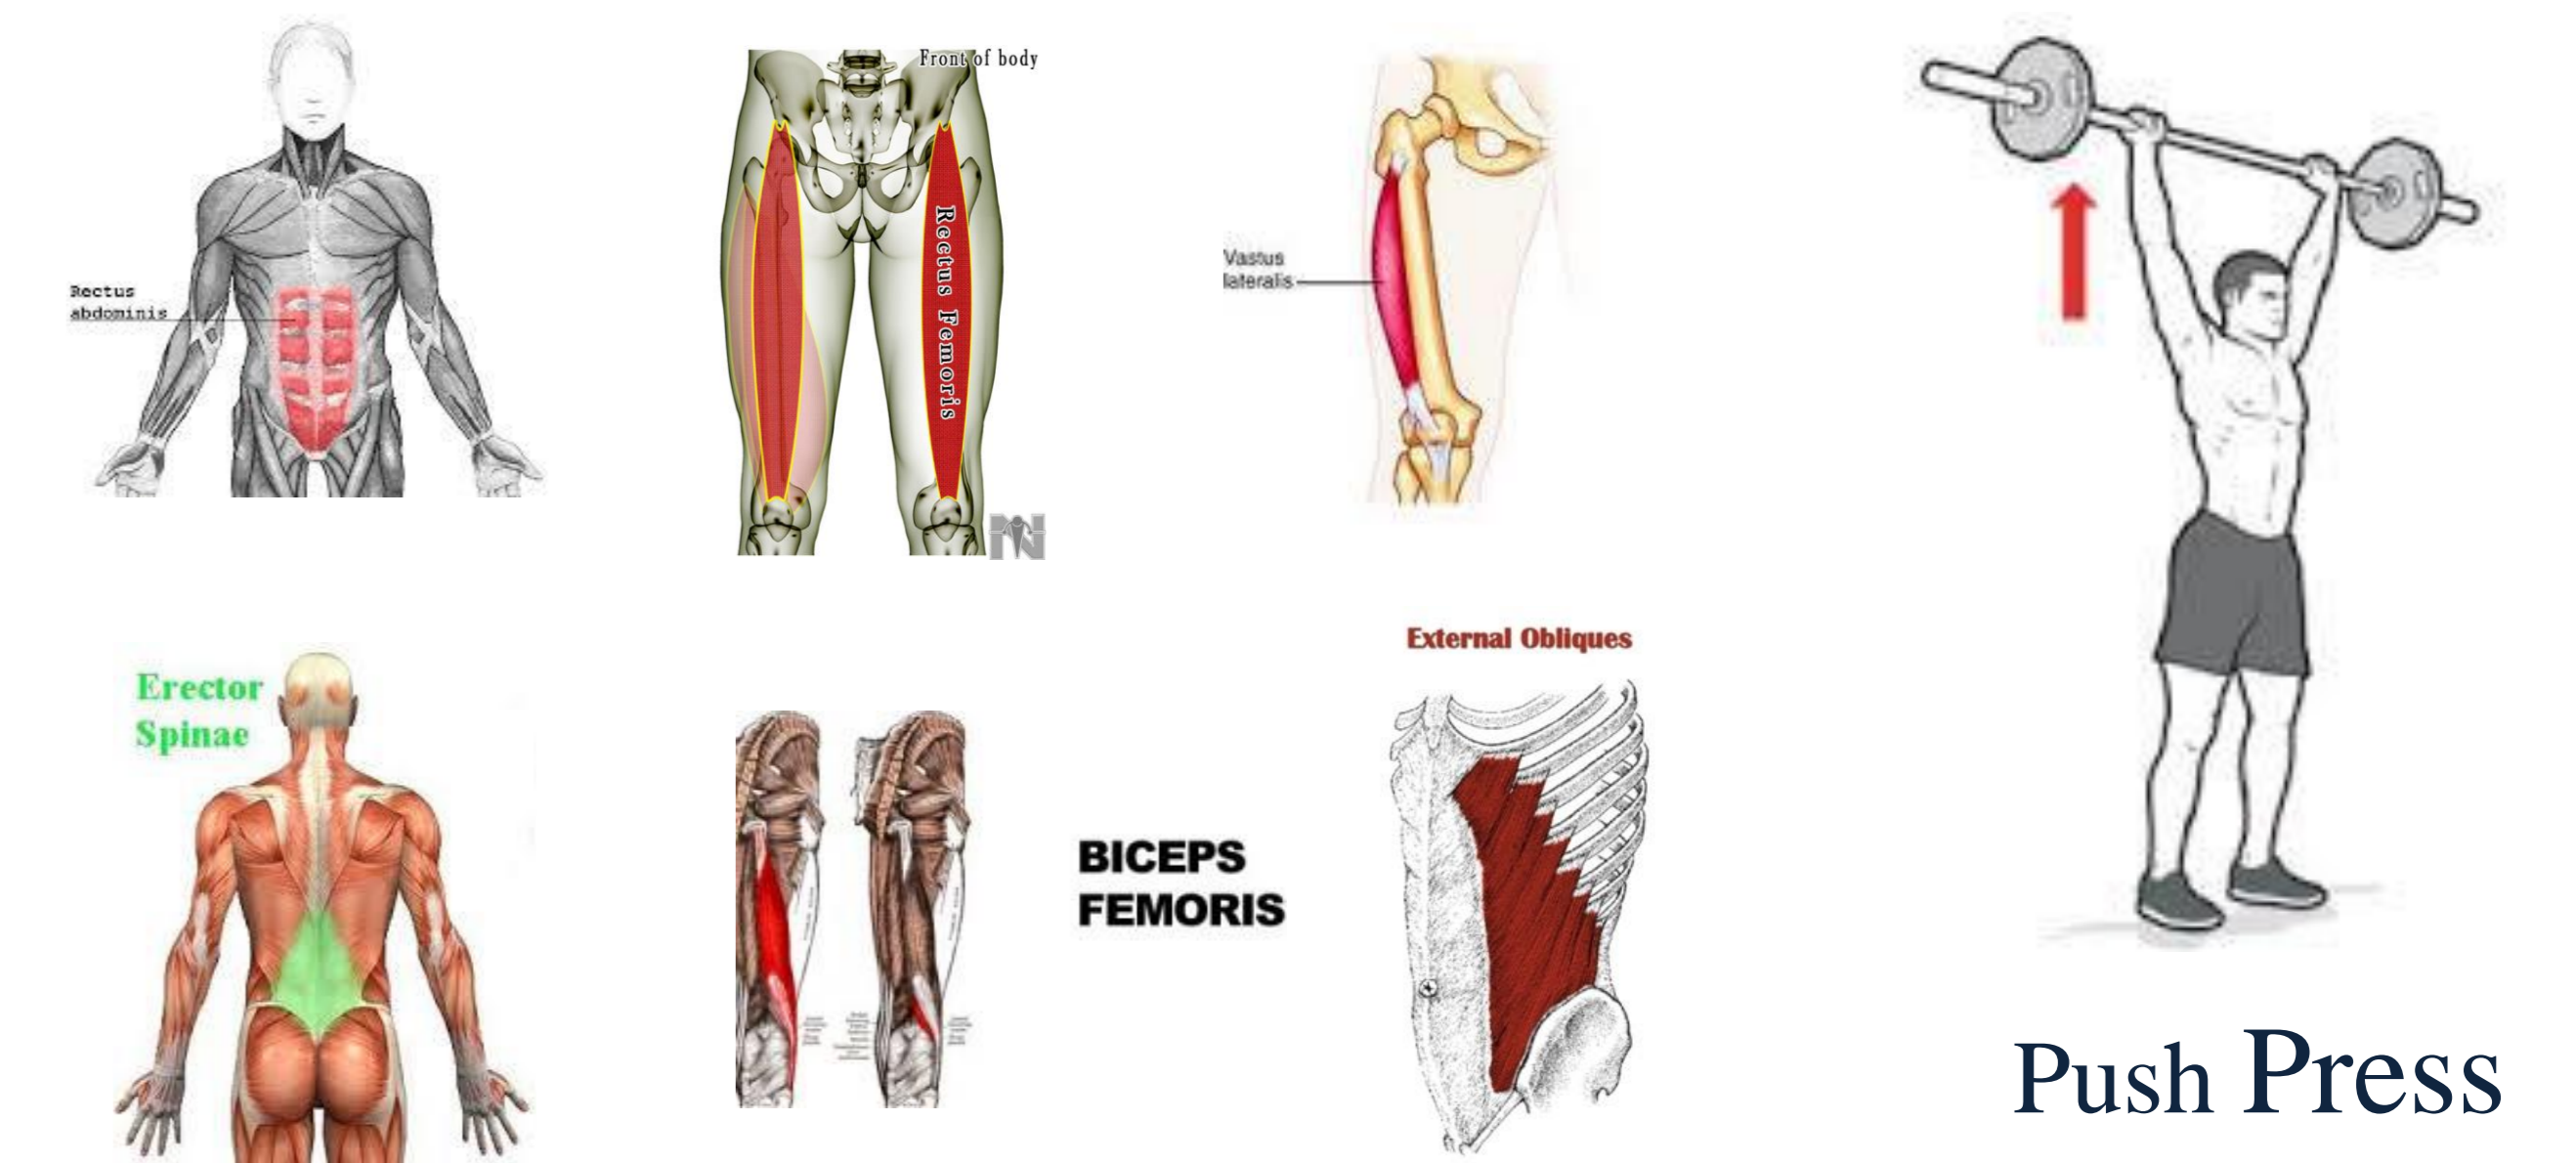 Front of body
Rectus
abdominis
Rectus Femoris
Vastus
lateralis
Erector
Spinae
BICEPS
FEMORIS
External Obliques
Push Press